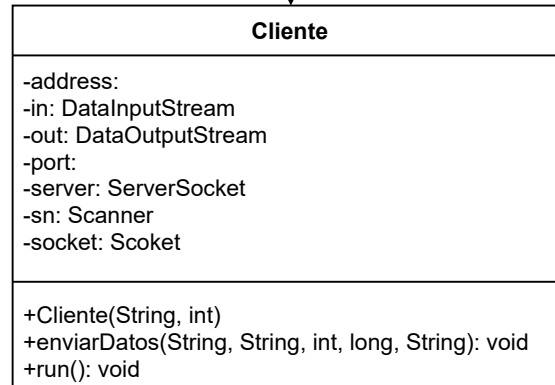 Cliente
-address:
-in: DataInputStream
-out: DataOutputStream
-port:
-server: ServerSocket
-sn: Scanner
-socket: Scoket
+Cliente(String, int)
+enviarDatos(String, String, int, long, String): void
+run(): void